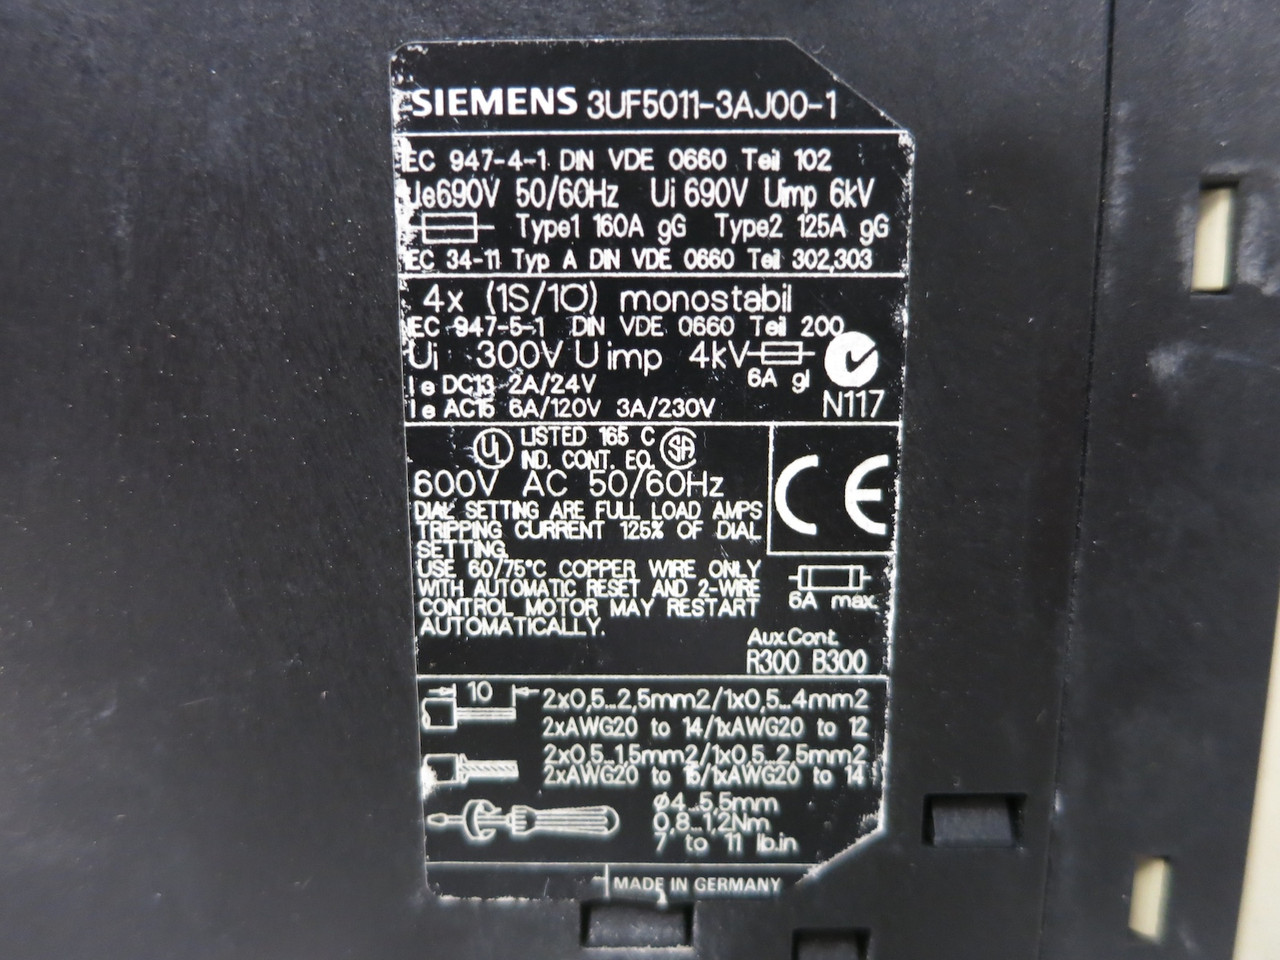 SIEMENS 3UF5011-3AJ00-1
IEC 947-4-1 DIN VDE 0660 Teil 102
Ue690V 50/60Hz Ui 690V Uimp 6kV
Type1 160A gG Type2 125A gG
IEC 34-11 Typ A DIN VDE 0660 Teil 302,303
4x (1S/1Ö) monostabil
IEC 947-5-1 DIN VDE 0660 Teil 200
Ui 300V U imp 4kV
6A gl
Ie DC13 2A/24V
Ie AC15 6A/120V 3A/230V
N117
UL LISTED 165 C SA
IND. CONT. EQ.
600V AC 50/60Hz
CE
DIAL SETTING ARE FULL LOAD AMPS
TRIPPING CURRENT 125% OF DIAL
SETTING.
USE 60/75°C COPPER WIRE ONLY
WITH AUTOMATIC RESET AND 2-WIRE
CONTROL MOTOR MAY RESTART
AUTOMATICALLY.
6A max.
Aux.Cont.
R300 B300
10 2x0,5...2,5mm2/1x0,5...4mm2
2xAWG20 to 14/1xAWG20 to 12
2x0,5...1,5mm2/1x0,5...2,5mm2
2xAWG20 to 16/1xAWG20 to 14
ø4...5,5mm
0,8...1,2Nm
7 to 11 lb.in
MADE IN GERMANY